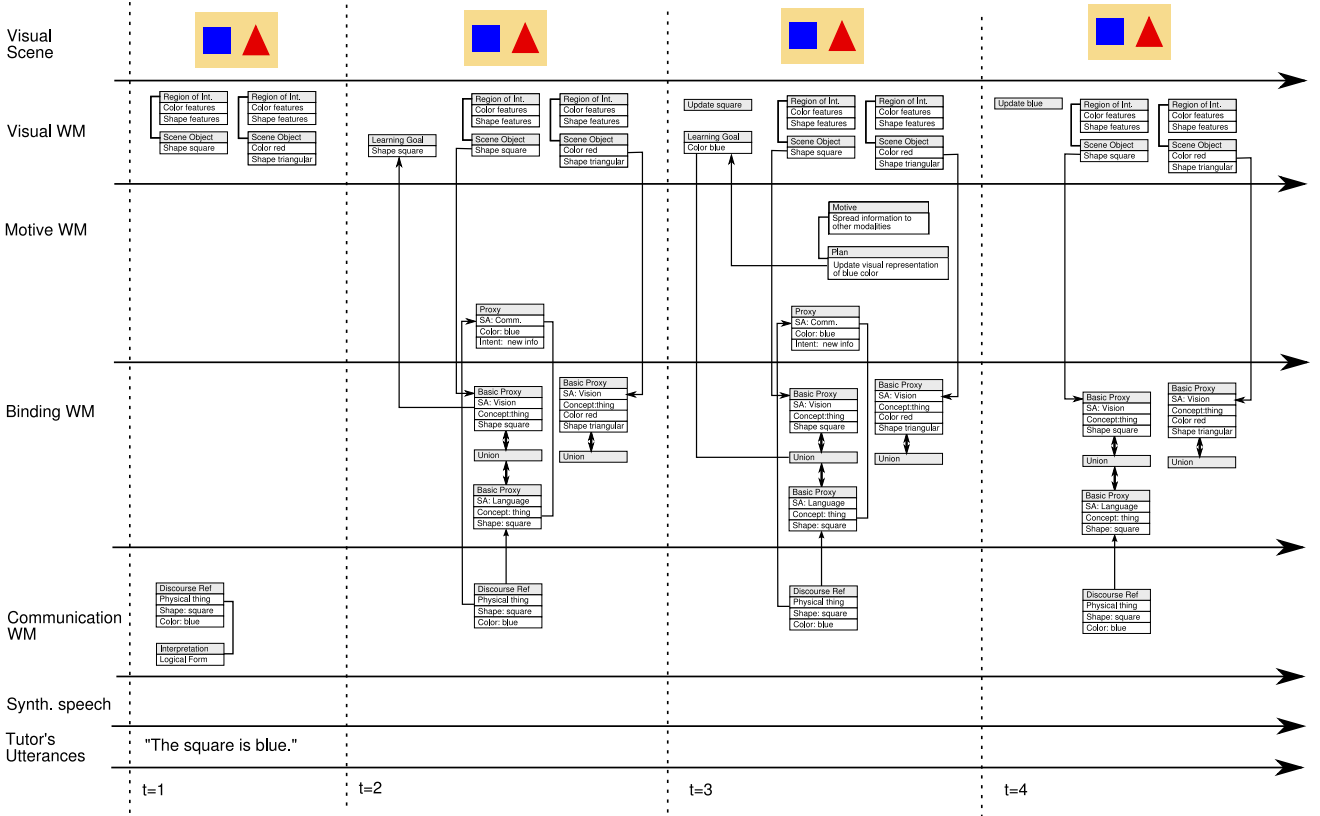 Visual
Scene
Visual WM
Region of Int.
Color features
Shape features
Scene Object
Shape square
Region of Int.
Color features
Shape features
Scene Object
Color red
Shape triangular
Learning Goal
Shape square
Region of Int.
Color features
Shape features
Scene Object
Shape square
Region of Int.
Color features
Shape features
Scene Object
Color red
Shape triangular
Update square
Learning Goal
Color blue
Region of Int.
Color features
Shape features
Scene Object
Shape square
Region of Int.
Color features
Shape features
Scene Object
Color red
Shape triangular
Update blue
Region of Int.
Color features
Shape features
Scene Object
Shape square
Region of Int.
Color features
Shape features
Scene Object
Color red
Shape triangular
Motive WM
Motive
Spread information to
other modalities
Plan
Update visual representation
of blue color
Proxy
SA: Comm.
Color: blue
Intent: new info
Proxy
SA: Comm.
Color: blue
Intent: new info
Binding WM
Basic Proxy
SA: Vision
Concept:thing
Shape square
Union
Basic Proxy
SA: Language
Concept: thing
Shape: square
Basic Proxy
SA: Vision
Concept:thing
Color red
Shape triangular
Union
Basic Proxy
SA: Vision
Concept:thing
Shape square
Union
Basic Proxy
SA: Language
Concept: thing
Shape: square
Basic Proxy
SA: Vision
Concept:thing
Color red
Shape triangular
Union
Basic Proxy
SA: Vision
Concept:thing
Shape square
Union
Basic Proxy
SA: Language
Concept: thing
Shape: square
Basic Proxy
SA: Vision
Concept:thing
Color red
Shape triangular
Union
Communication
WM
Discourse Ref
Physical thing
Shape: square
Color: blue
Interpretation
Logical Form
Discourse Ref
Physical thing
Shape: square
Color: blue
Discourse Ref
Physical thing
Shape: square
Color: blue
Discourse Ref
Physical thing
Shape: square
Color: blue
Synth. speech
Tutor's
Utterances
"The square is blue."
t=1
t=2
t=3
t=4